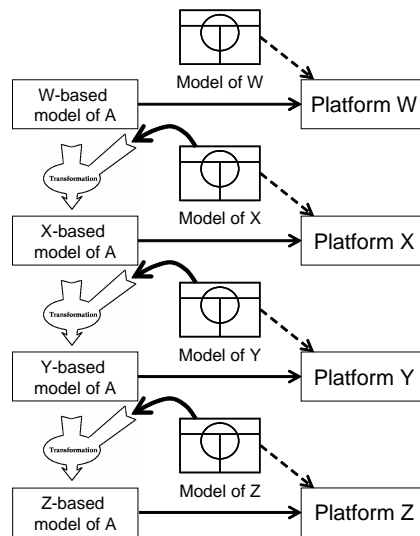 Model of W
W-based
model of A
Platform W
Transformation
Model of X
X-based
model of A
Platform X
Transformation
Model of Y
Y-based
model of A
Platform Y
Transformation
Model of Z
Z-based
model of A
Platform Z